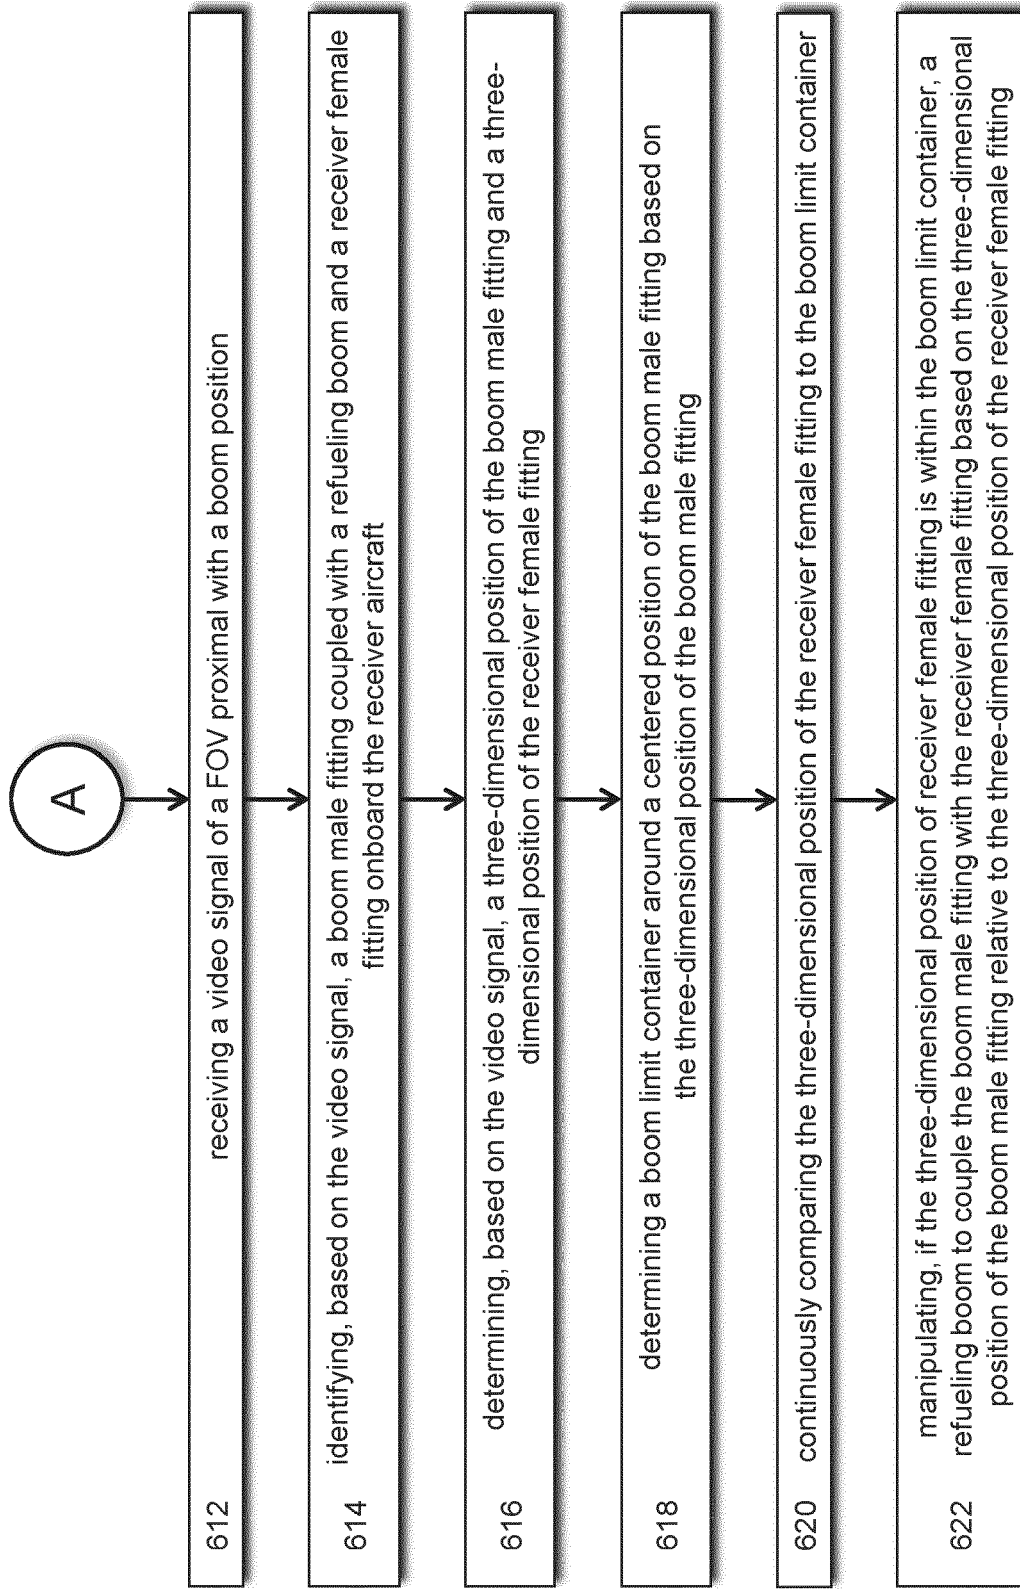 A
612
receiving a video signal of a FOV proximal with a boom position
614
identifying, based on the video signal, a boom male fitting coupled with a refueling boom and a receiver female
fitting onboard the receiver aircraft
616
determining, based on the video signal, a three-dimensional position of the boom male fitting and a three-
dimensional position of the receiver female fitting
618
determining a boom limit container around a centered position of the boom male fitting based on
the three-dimensional position of the boom male fitting
620
continuously comparing the three-dimensional position of the receiver female fitting to the boom limit container
622
manipulating, if the three-dimensional position of receiver female fitting is within the boom limit container, a
refueling boom to couple the boom male fitting with the receiver female fitting based on the three-dimensional
position of the boom male fitting relative to the three-dimensional position of the receiver female fitting